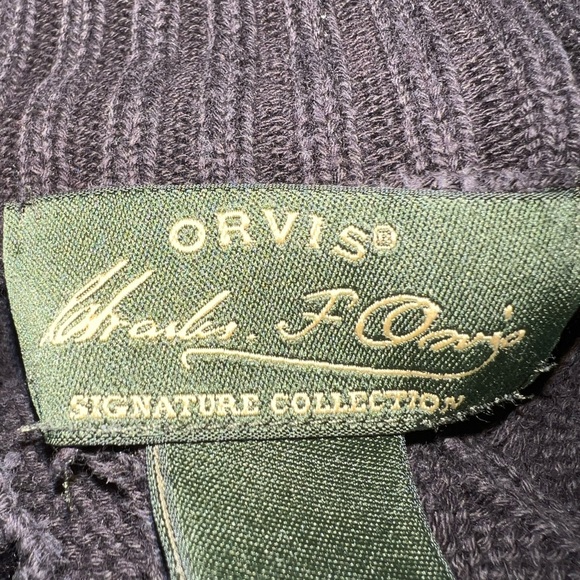 ORVIS®
Charles. F Orvis
SIGNATURE COLLECTION